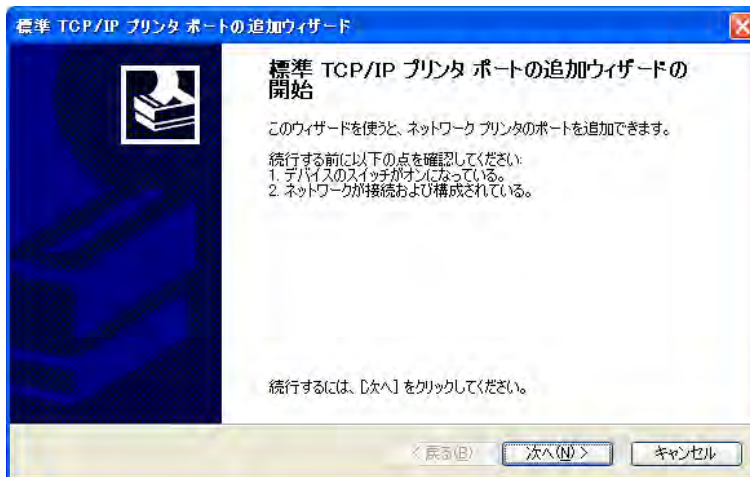 標準 TCP/IP プリンタ ポートの追加ウィザード
標準 TCP/IP プリンタ ポートの追加ウィザードの
開始
このウィザードを使うと、ネットワーク プリンタのポートを追加できます。
続行する前に以下の点を確認してください:
1. デバイスのスイッチがオンになっている。
2. ネットワークが接続および構成されている。
続行するには、[次へ] をクリックしてください。
< 戻る(B)
次へ(N) >
キャンセル